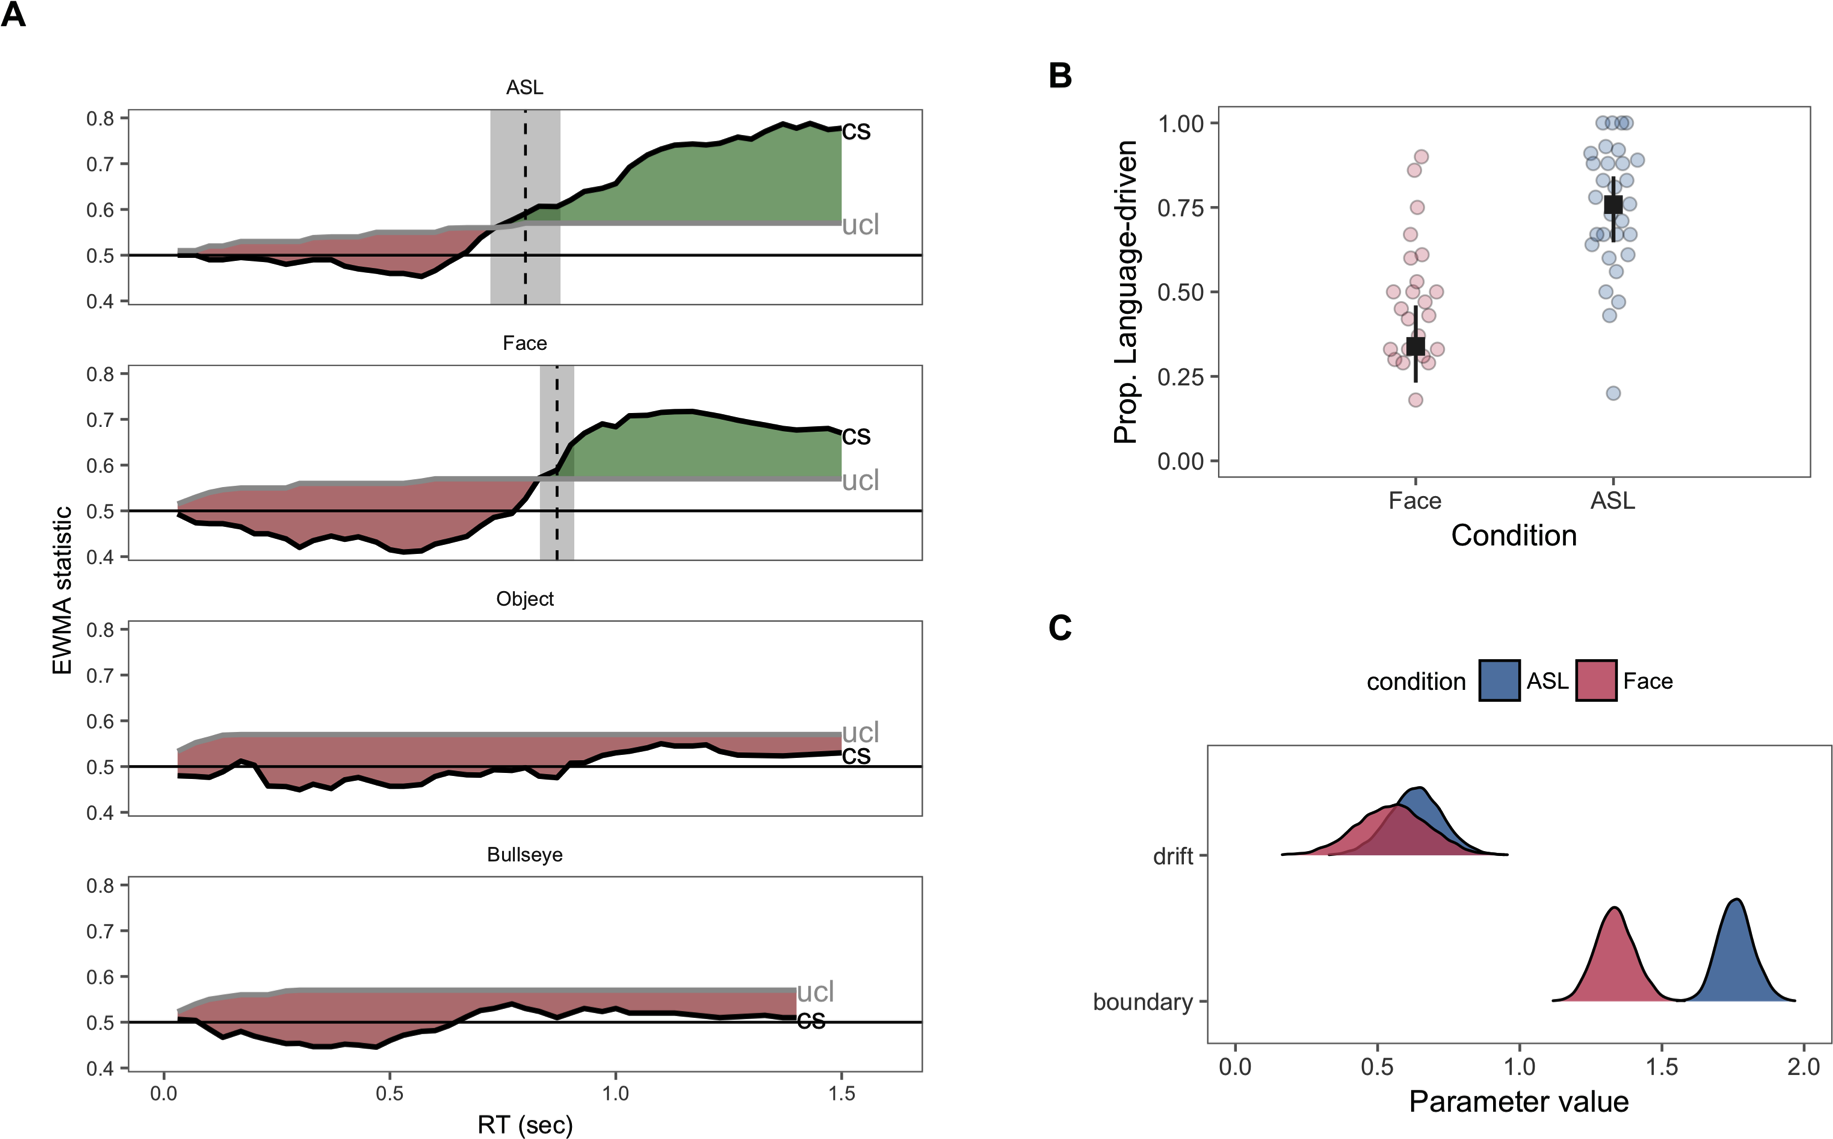 A
EWMA statistic
ASL
0.8
0.7
0.6
0.5
0.4
cs
ucl
Face
0.8
0.7
0.6
0.5
0.4
cs
ucl
Object
0.8
0.7
0.6
0.5
0.4
ucl
cs
Bullseye
0.8
0.7
0.6
0.5
0.4
ucl
cs
0.0 0.5 1.0 1.5
RT (sec)
B
Prop. Language-driven
1.00
0.75
0.50
0.25
0.00
Face ASL
Condition
C
condition ASL Face
drift
boundary
0.0 0.5 1.0 1.5 2.0
Parameter value